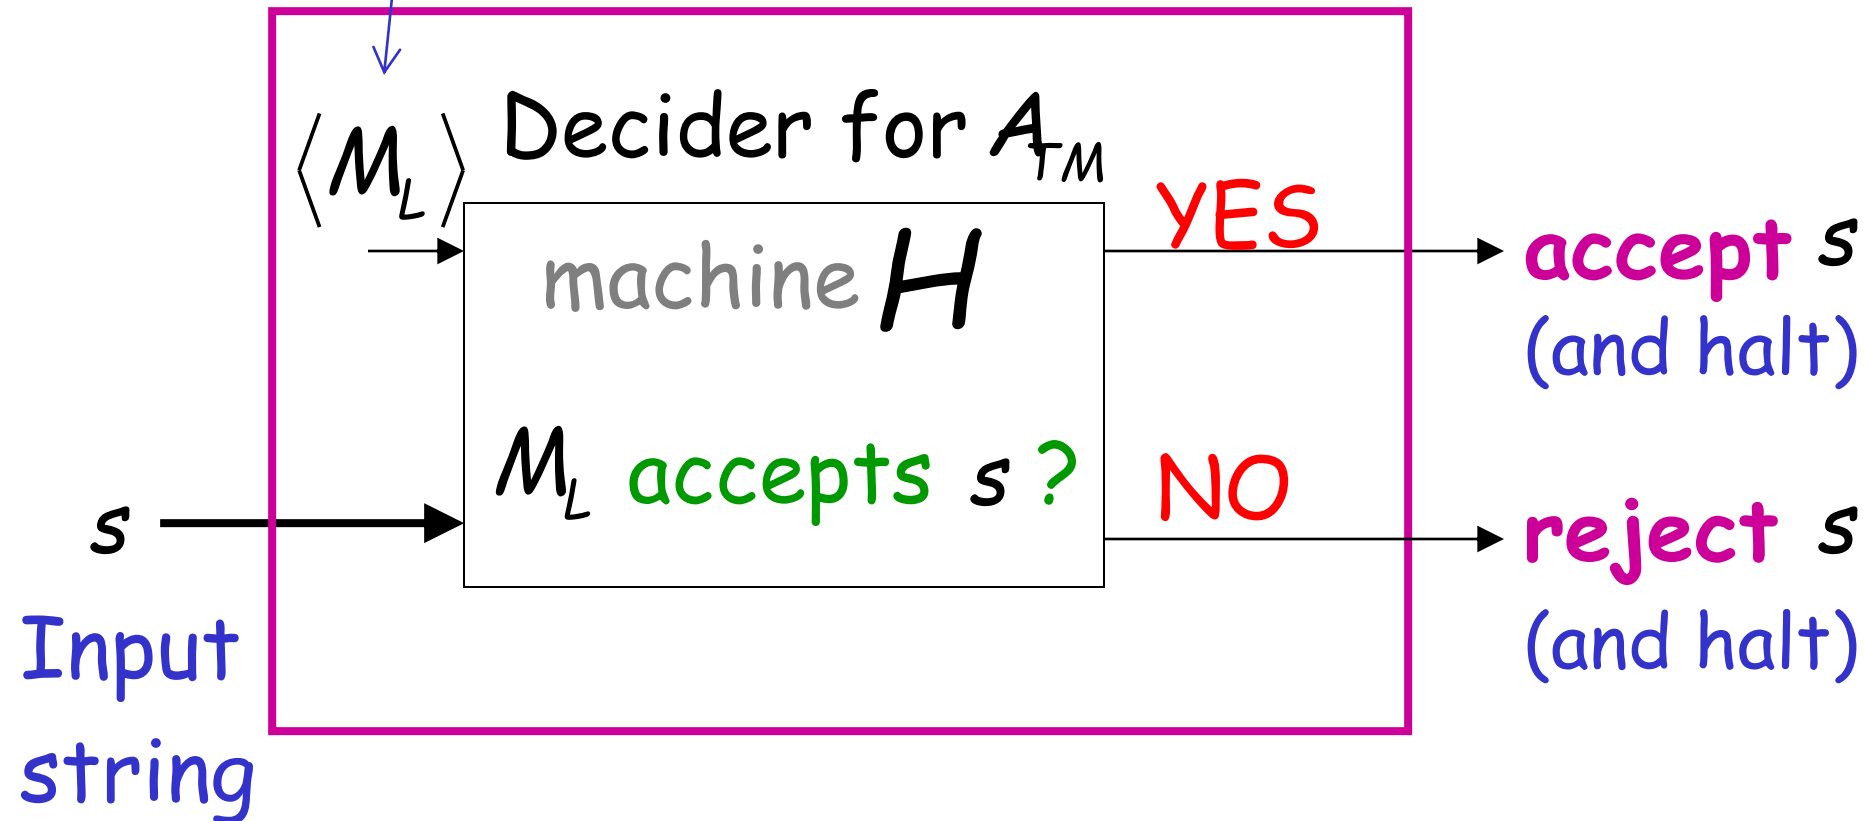 ⟨M_L⟩ Decider for A_TM
YES
machine H
accept s
(and halt)
M_L accepts s ?
NO
s
reject s
Input
string
(and halt)